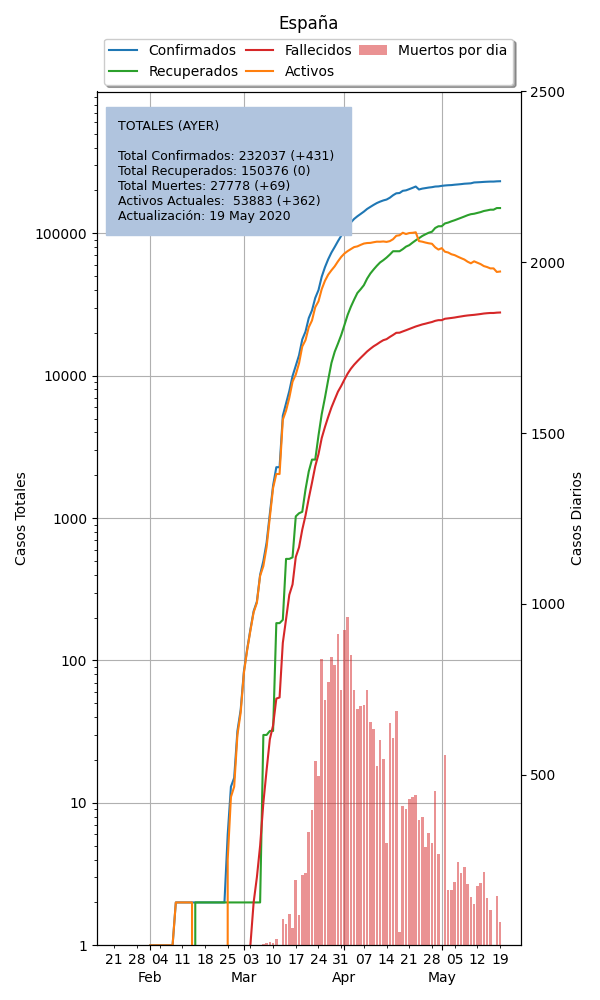 España
Confirmados
Recuperados
Fallecidos
Activos
Muertos por dia
TOTALES (AYER)
Total Confirmados: 232037 (+431)
Total Recuperados: 150376 (0)
Total Muertes: 27778 (+69)
Activos Actuales:  53883 (+362)
Actualización: 19 May 2020
100000
10000
1000
100
10
1
Casos Totales
2500
2000
1500
1000
500
Casos Diarios
21 28 04 11 18 25 03 10 17 24 31 07 14 21 28 05 12 19
Feb Mar Apr May